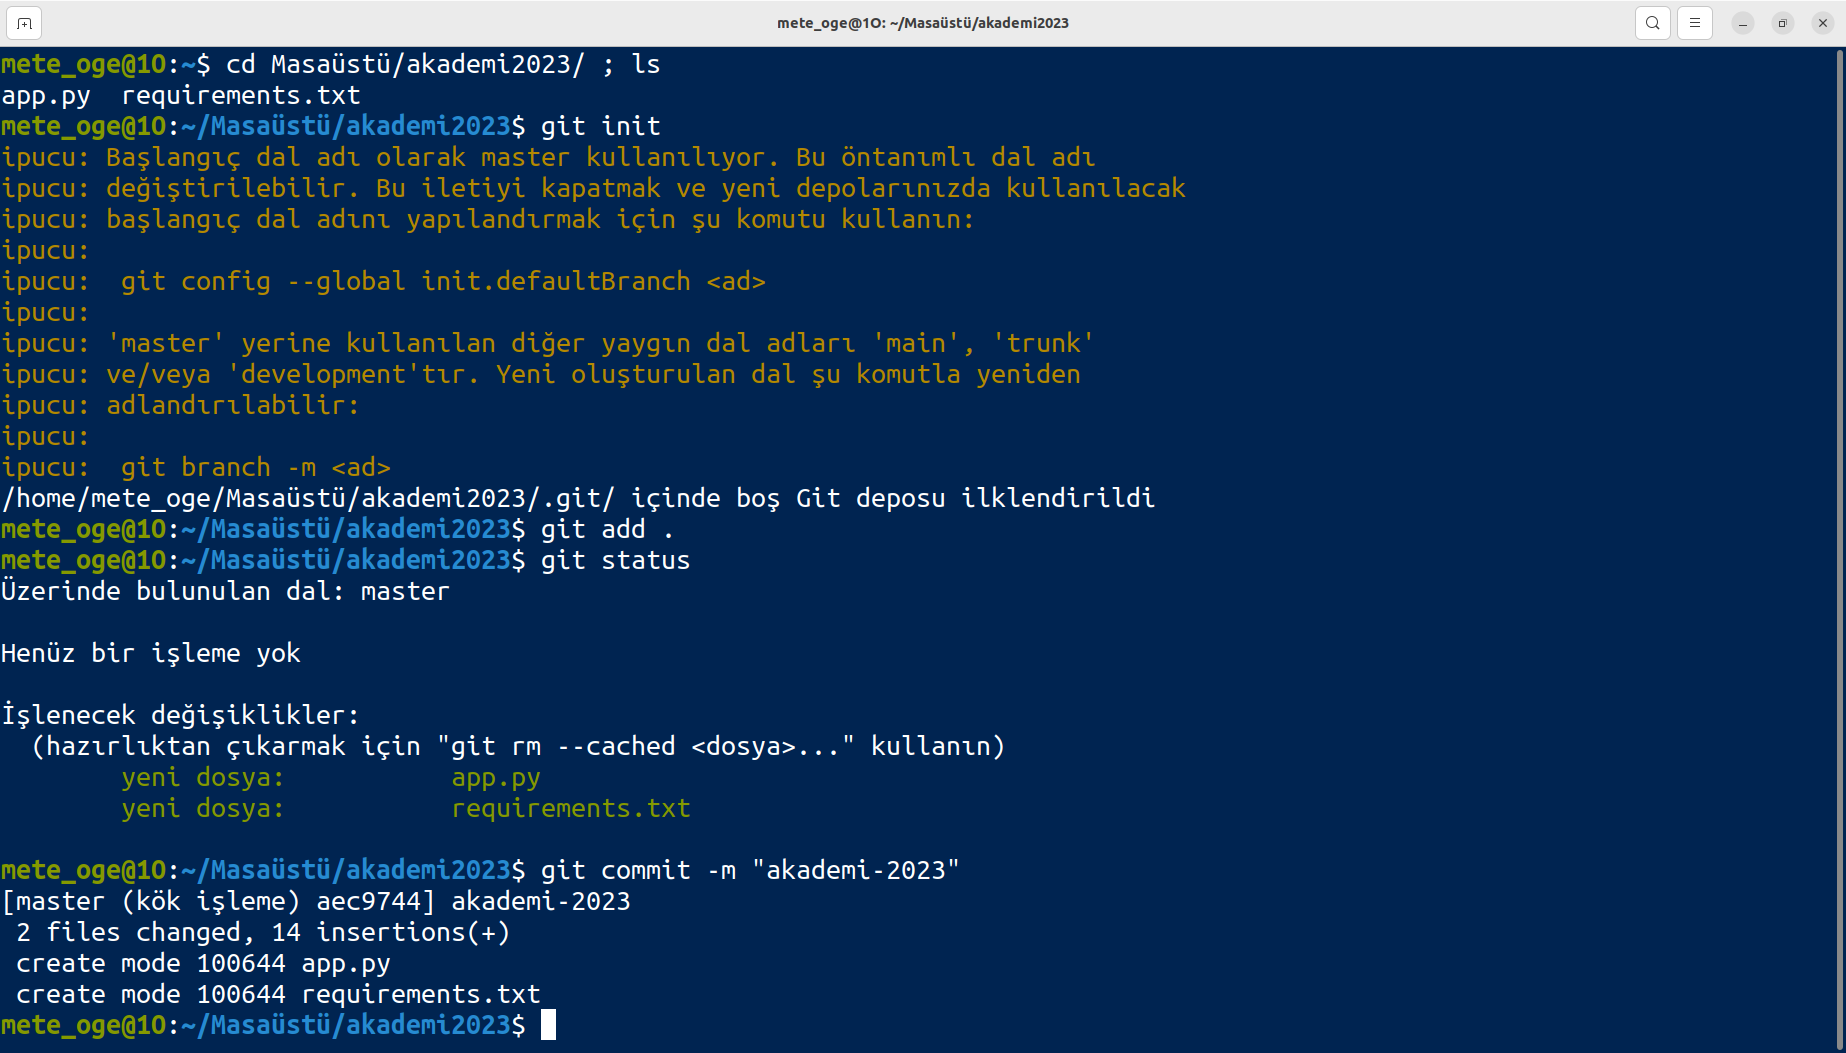 mete_oge@10: ~/Masaüstü/akademi2023
mete_oge@10:~$ cd Masaüstü/akademi2023/ ; ls
app.py  requirements.txt
mete_oge@10:~/Masaüstü/akademi2023$ git init
ipucu: Başlangıç dal adı olarak master kullanılıyor. Bu öntanımlı dal adı
ipucu: değiştirilebilir. Bu iletiyi kapatmak ve yeni depolarınızda kullanılacak
ipucu: başlangıç dal adını yapılandırmak için şu komutu kullanın:
ipucu:
ipucu:  git config --global init.defaultBranch <ad>
ipucu:
ipucu: 'master' yerine kullanılan diğer yaygın dal adları 'main', 'trunk'
ipucu: ve/veya 'development'tır. Yeni oluşturulan dal şu komutla yeniden
ipucu: adlandırılabilir:
ipucu:
ipucu:  git branch -m <ad>
/home/mete_oge/Masaüstü/akademi2023/.git/ içinde boş Git deposu ilklendirildi
mete_oge@10:~/Masaüstü/akademi2023$ git add .
mete_oge@10:~/Masaüstü/akademi2023$ git status
Üzerinde bulunulan dal: master
Henüz bir işleme yok
İşlenecek değişiklikler:
  (hazırlıktan çıkarmak için "git rm --cached <dosya>..." kullanın)
        yeni dosya:           app.py
        yeni dosya:           requirements.txt
mete_oge@10:~/Masaüstü/akademi2023$ git commit -m "akademi-2023"
[master (kök işleme) aec9744] akademi-2023
 2 files changed, 14 insertions(+)
 create mode 100644 app.py
 create mode 100644 requirements.txt
mete_oge@10:~/Masaüstü/akademi2023$